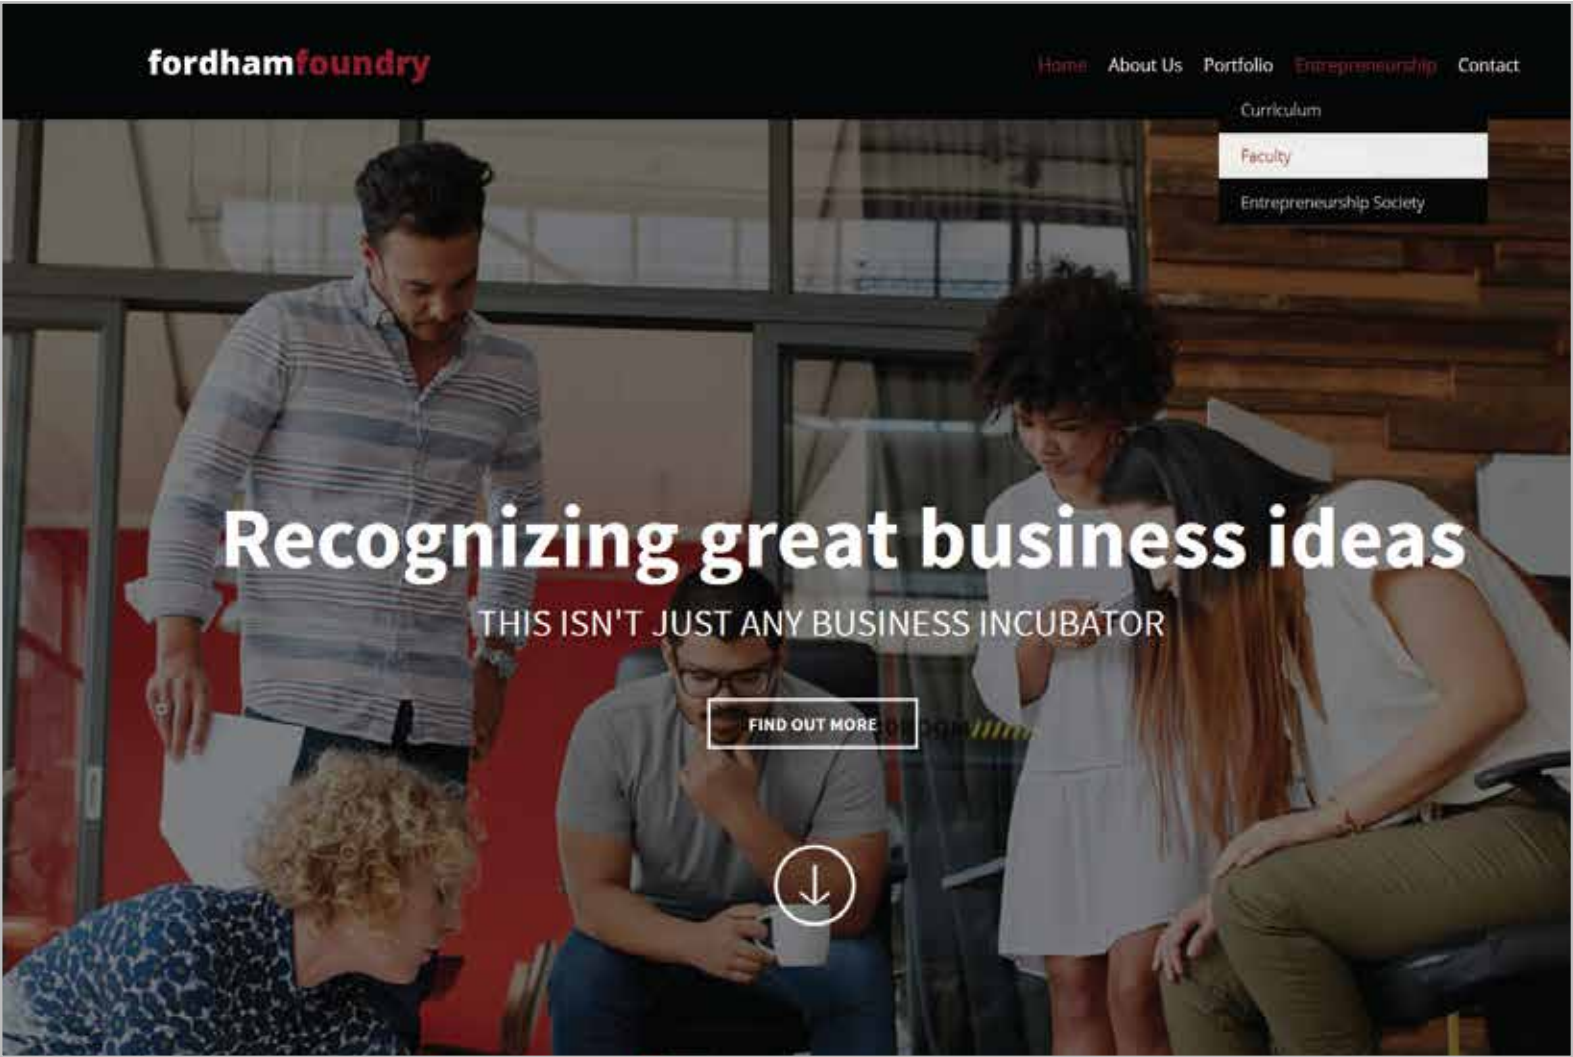 fordhamfoundry
Home About Us Portfolio Entrepreneurship Contact
Curriculum
Faculty
Entrepreneurship Society
Recognizing great business ideas
THIS ISN'T JUST ANY BUSINESS INCUBATOR
FIND OUT MORE